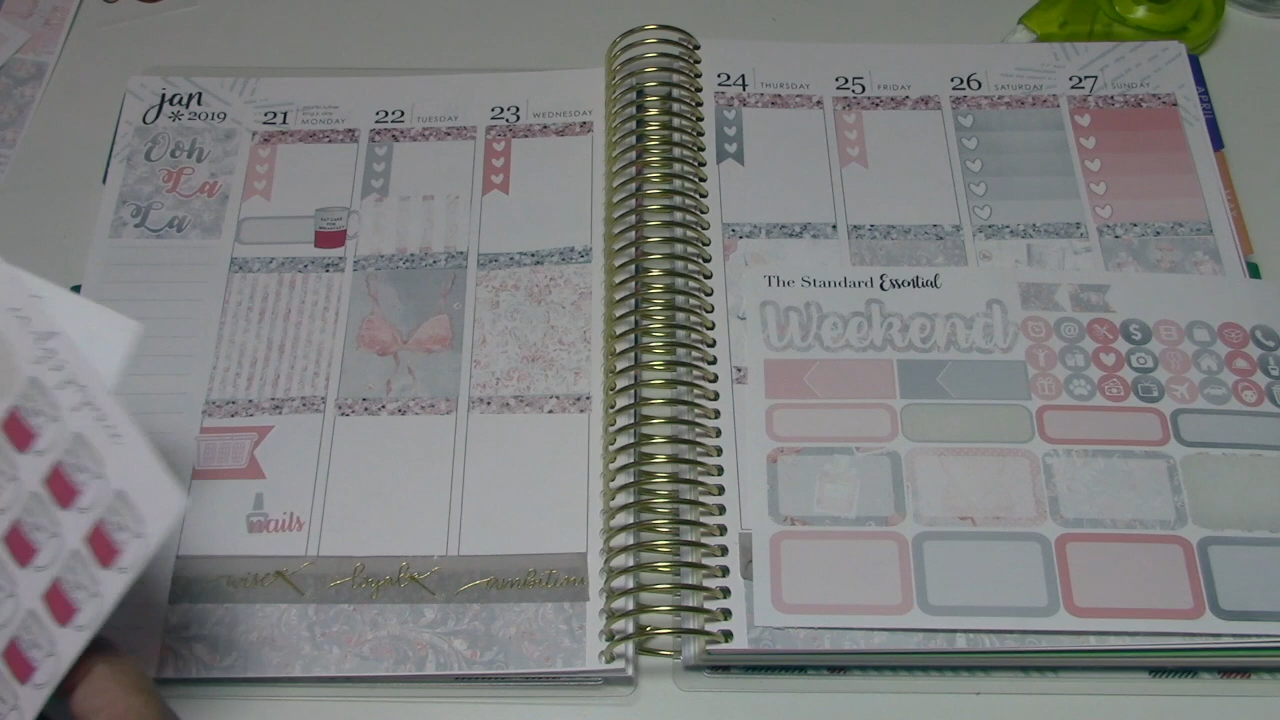 jan
2019
Ooh
La
La
21 MONDAY
22 TUESDAY
23 WEDNESDAY
24 THURSDAY
25 FRIDAY
26 SATURDAY
27 SUNDAY
nails
wise
loyal
ambition
The Standard Essential
Weekend
APRIL